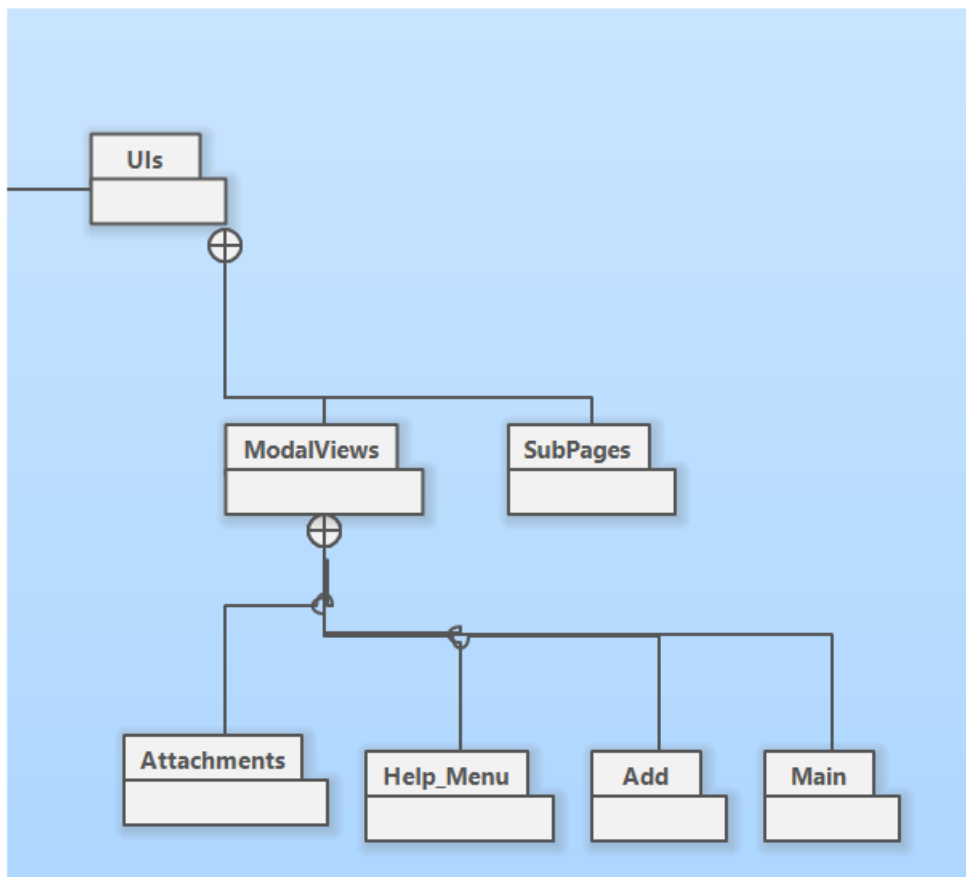 UIs
ModalViews
SubPages
Attachments
Help_Menu
Add
Main